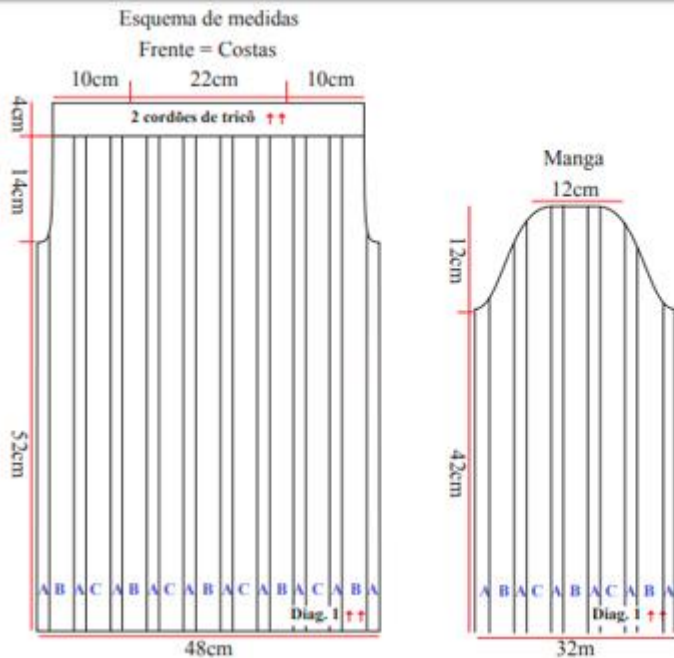 Esquema de medidas
Frente = Costas
10cm 22cm 10cm
4cm
2 cordões de tricô ↑↑
14cm
52cm
A B A C A B A C A B A C A B A C A B A
Diag. 1 ↑↑
48cm
Manga
12cm
12cm
42cm
A B A C A B A C A B A
Diag. 1 ↑↑
32m